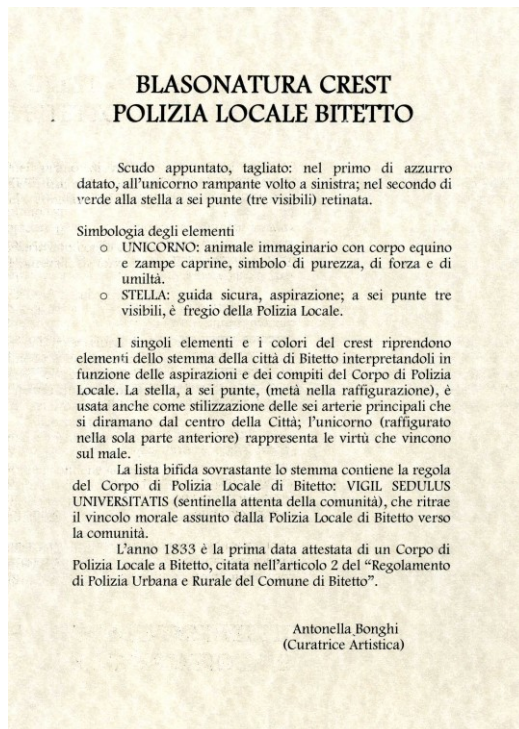 BLASONATURA CREST
POLIZIA LOCALE BITETTO
Scudo appuntato, tagliato: nel primo di azzurro
datato, all'unicorno rampante volto a sinistra; nel secondo di
verde alla stella a sei punte (tre visibili) retinata.
Simbologia degli elementi
o UNICORNO: animale immaginario con corpo equino
e zampe caprine, simbolo di purezza, di forza e di
umiltà.
o STELLA: guida sicura, aspirazione; a sei punte tre
visibili, è fregio della Polizia Locale.
I singoli elementi e i colori del crest riprendono
elementi dello stemma della città di Bitetto interpretandoli in
funzione delle aspirazioni e dei compiti del Corpo di Polizia
Locale. La stella, a sei punte, (metà nella raffigurazione), è
usata anche come stilizzazione delle sei arterie principali che
si diramano dal centro della Città; l'unicorno (raffigurato
nella sola parte anteriore) rappresenta le virtù che vincono
sul male.
La lista bifida sovrastante lo stemma contiene la regola
del Corpo di Polizia Locale di Bitetto: VIGIL SEDULUS
UNIVERSITATIS (sentinella attenta della comunità), che ritrae
il vincolo morale assunto dalla Polizia Locale di Bitetto verso
la comunità.
L'anno 1833 è la prima data attestata di un Corpo di
Polizia Locale a Bitetto, citata nell'articolo 2 del "Regolamento
di Polizia Urbana e Rurale del Comune di Bitetto".
Antonella Bonghi
(Curatrice Artistica)